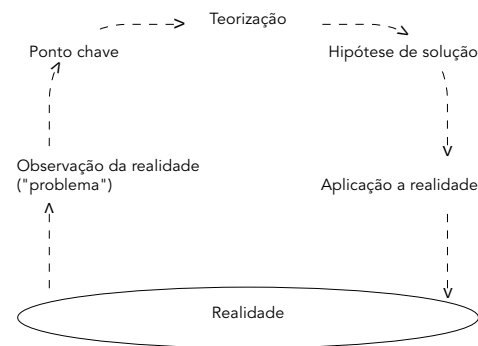 Teorização
Ponto chave
Hipótese de solução
Observação da realidade
("problema")
Aplicação a realidade
Realidade